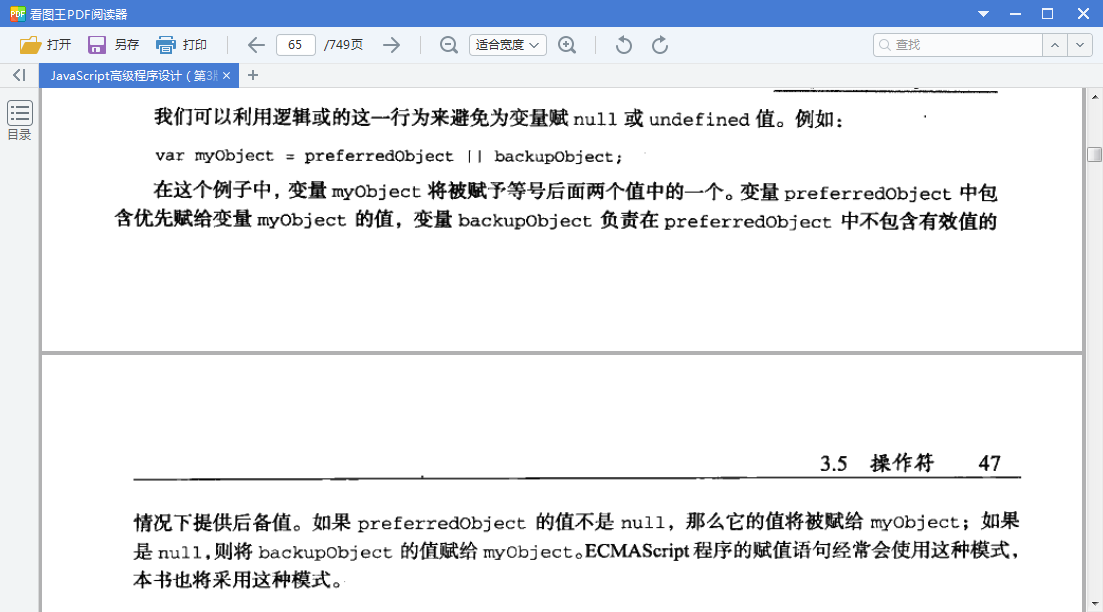 看图王PDF阅读器
打开 另存 打印 65 /749页 适合宽度 查找
JavaScript高级程序设计（第3
目录
我们可以利用逻辑或的这一行为来避免为变量赋 null 或 undefined 值。例如：
var myObject = preferredObject || backupObject;
在这个例子中，变量 myObject 将被赋予等号后面两个值中的一个。变量 preferredObject 中包
含优先赋给变量 myObject 的值，变量 backupObject 负责在 preferredObject 中不包含有效值的
3.5 操作符 47
情况下提供后备值。如果 preferredObject 的值不是 null，那么它的值将被赋给 myObject；如果
是 null，则将 backupObject 的值赋给 myObject。ECMAScript 程序的赋值语句经常会使用这种模式，
本书也将采用这种模式。